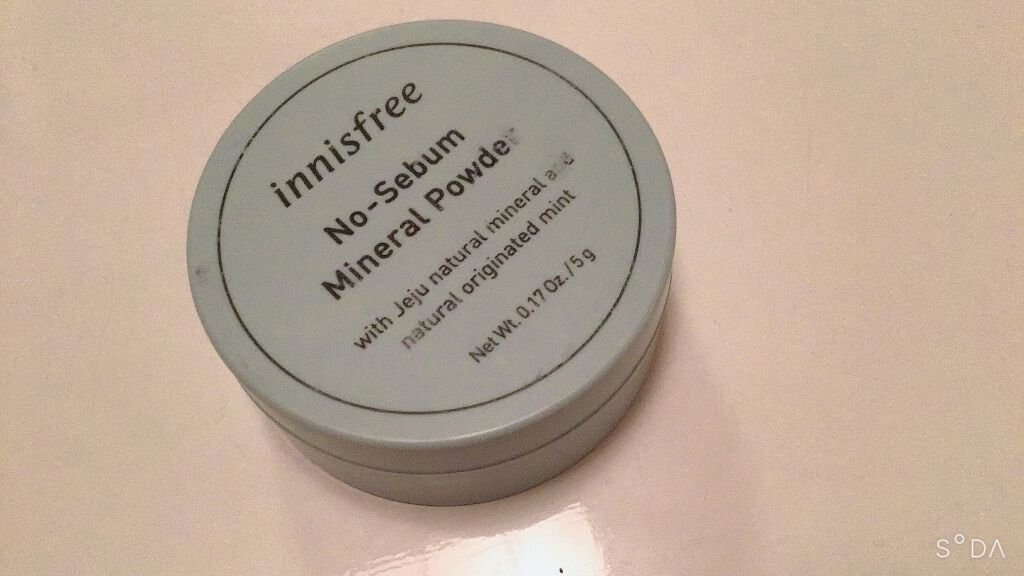 innisfree
No-Sebum
Mineral Powder
with Jeju natural mineral and
natural originated mint
Net Wt. 0.17 Oz. / 5 g
SODA